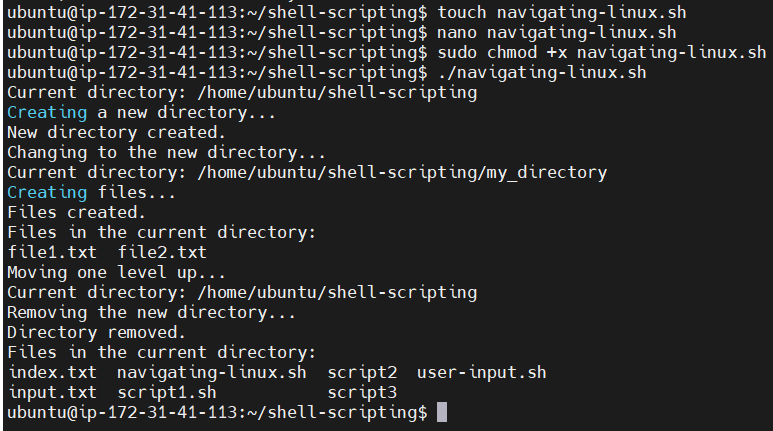 ubuntu@ip-172-31-41-113:~/shell-scripting$ touch navigating-linux.sh
ubuntu@ip-172-31-41-113:~/shell-scripting$ nano navigating-linux.sh
ubuntu@ip-172-31-41-113:~/shell-scripting$ sudo chmod +x navigating-linux.sh
ubuntu@ip-172-31-41-113:~/shell-scripting$ ./navigating-linux.sh
Current directory: /home/ubuntu/shell-scripting
Creating a new directory...
New directory created.
Changing to the new directory...
Current directory: /home/ubuntu/shell-scripting/my_directory
Creating files...
Files created.
Files in the current directory:
file1.txt  file2.txt
Moving one level up...
Current directory: /home/ubuntu/shell-scripting
Removing the new directory...
Directory removed.
Files in the current directory:
index.txt  navigating-linux.sh  script2  user-input.sh
input.txt  script1.sh           script3
ubuntu@ip-172-31-41-113:~/shell-scripting$